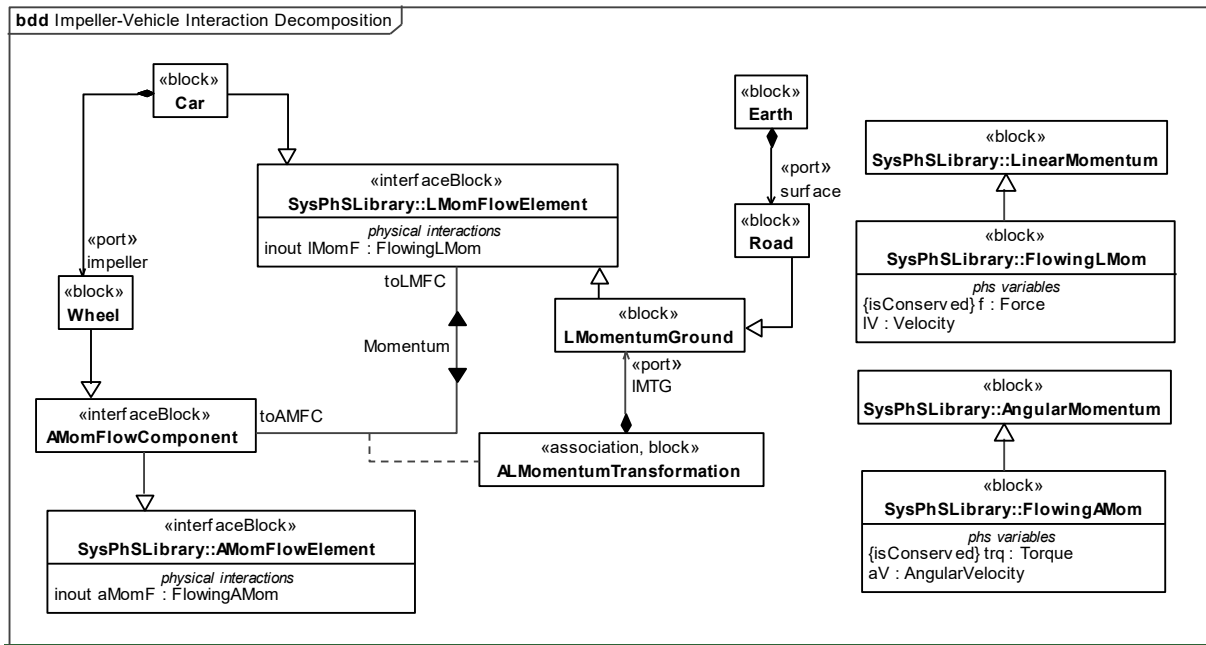 bdd Impeller-Vehicle Interaction Decomposition
«block»
Car
«block»
Earth
«port»
surface
«block»
Road
«block»
SysPhSLibrary::LinearMomentum
«interfaceBlock»
SysPhSLibrary::LMomFlowElement
physical interactions
inout lMomF : FlowingLMom
«block»
SysPhSLibrary::FlowingLMom
phs variables
{isConserved} f : Force
lV : Velocity
«port»
impeller
«block»
Wheel
toLMFC
Momentum
«block»
LMomentumGround
«port»
lMTG
«interfaceBlock»
AMomFlowComponent
toAMFC
«association, block»
ALMomentumTransformation
«block»
SysPhSLibrary::AngularMomentum
«interfaceBlock»
SysPhSLibrary::AMomFlowElement
physical interactions
inout aMomF : FlowingAMom
«block»
SysPhSLibrary::FlowingAMom
phs variables
{isConserved} trq : Torque
aV : AngularVelocity